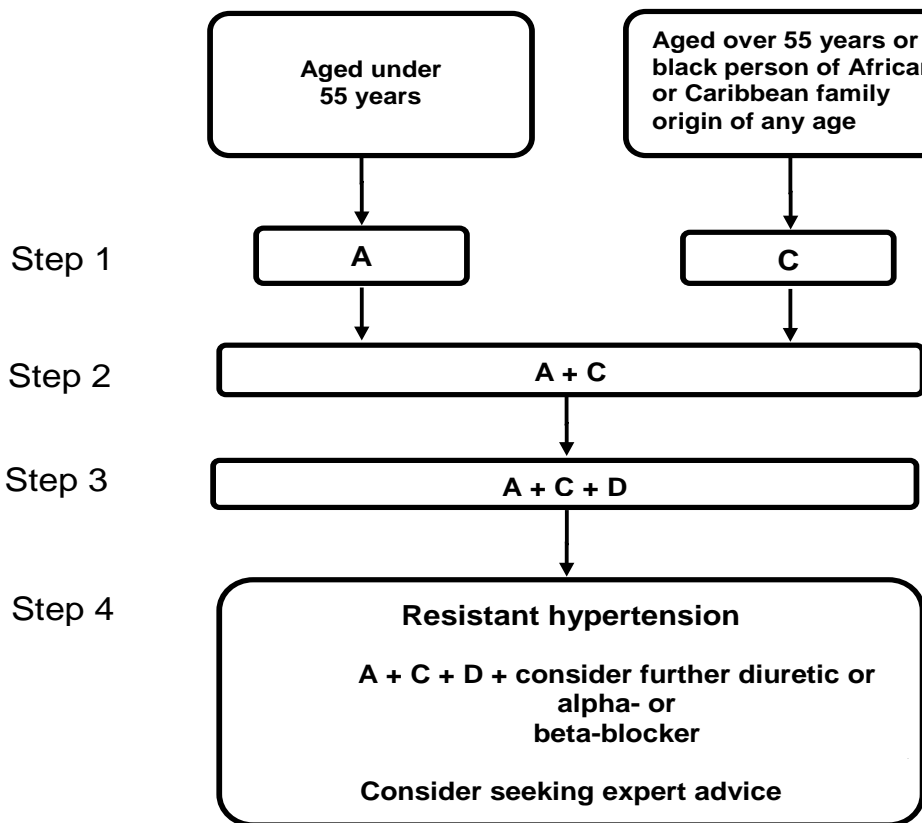 Aged under
55 years
Aged over 55 years or
black person of African
or Caribbean family
origin of any age
Step 1
A
C
Step 2
A + C
Step 3
A + C + D
Step 4
Resistant hypertension
A + C + D + consider further diuretic or
alpha- or
beta-blocker
Consider seeking expert advice